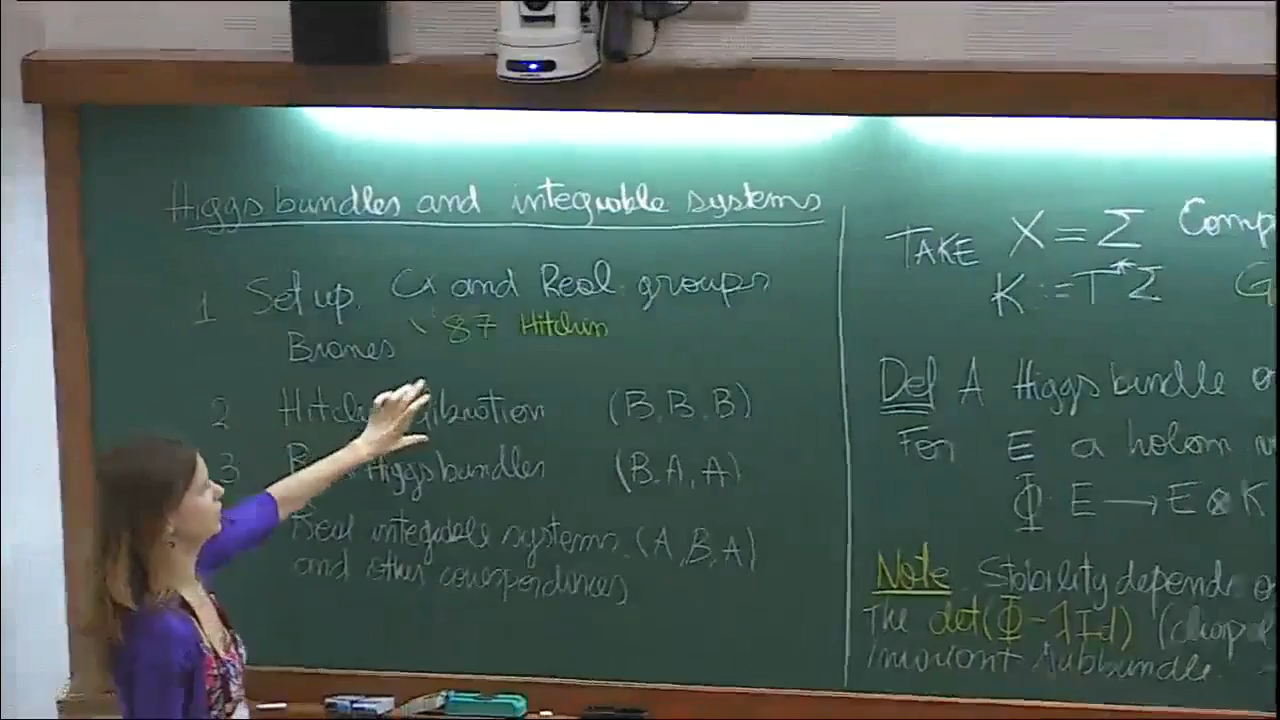 Higgs bundles and integrable systems
1 Set up. Cx and Real groups
'87 Hitchin
Branes
2 Hitchin fibration (B,B,B)
3 Higgs bundles (B,A,A)
Real integrable systems. (A,B,A)
and other correspondences
TAKE X = Σ Comp
K := T*Σ G
Def A Higgs bundle
For E a holom
Φ E → E ⊗ K
Note Stability depends
The det(Φ - λId) (char
invariant subbundle.